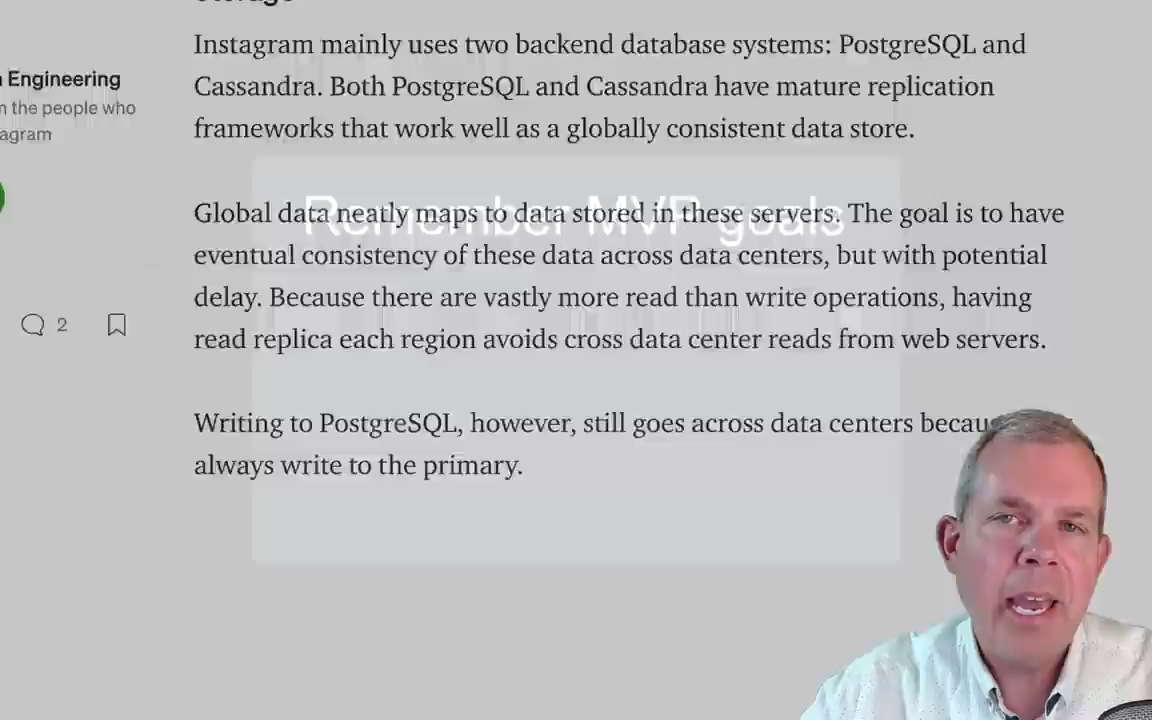 Engineering
the people who
agram
2
Instagram mainly uses two backend database systems: PostgreSQL and
Cassandra. Both PostgreSQL and Cassandra have mature replication
frameworks that work well as a globally consistent data store.
Remember MVP goals
Global data neatly maps to data stored in these servers. The goal is to have
eventual consistency of these data across data centers, but with potential
delay. Because there are vastly more read than write operations, having
read replica each region avoids cross data center reads from web servers.
Writing to PostgreSQL, however, still goes across data centers becau
always write to the primary.